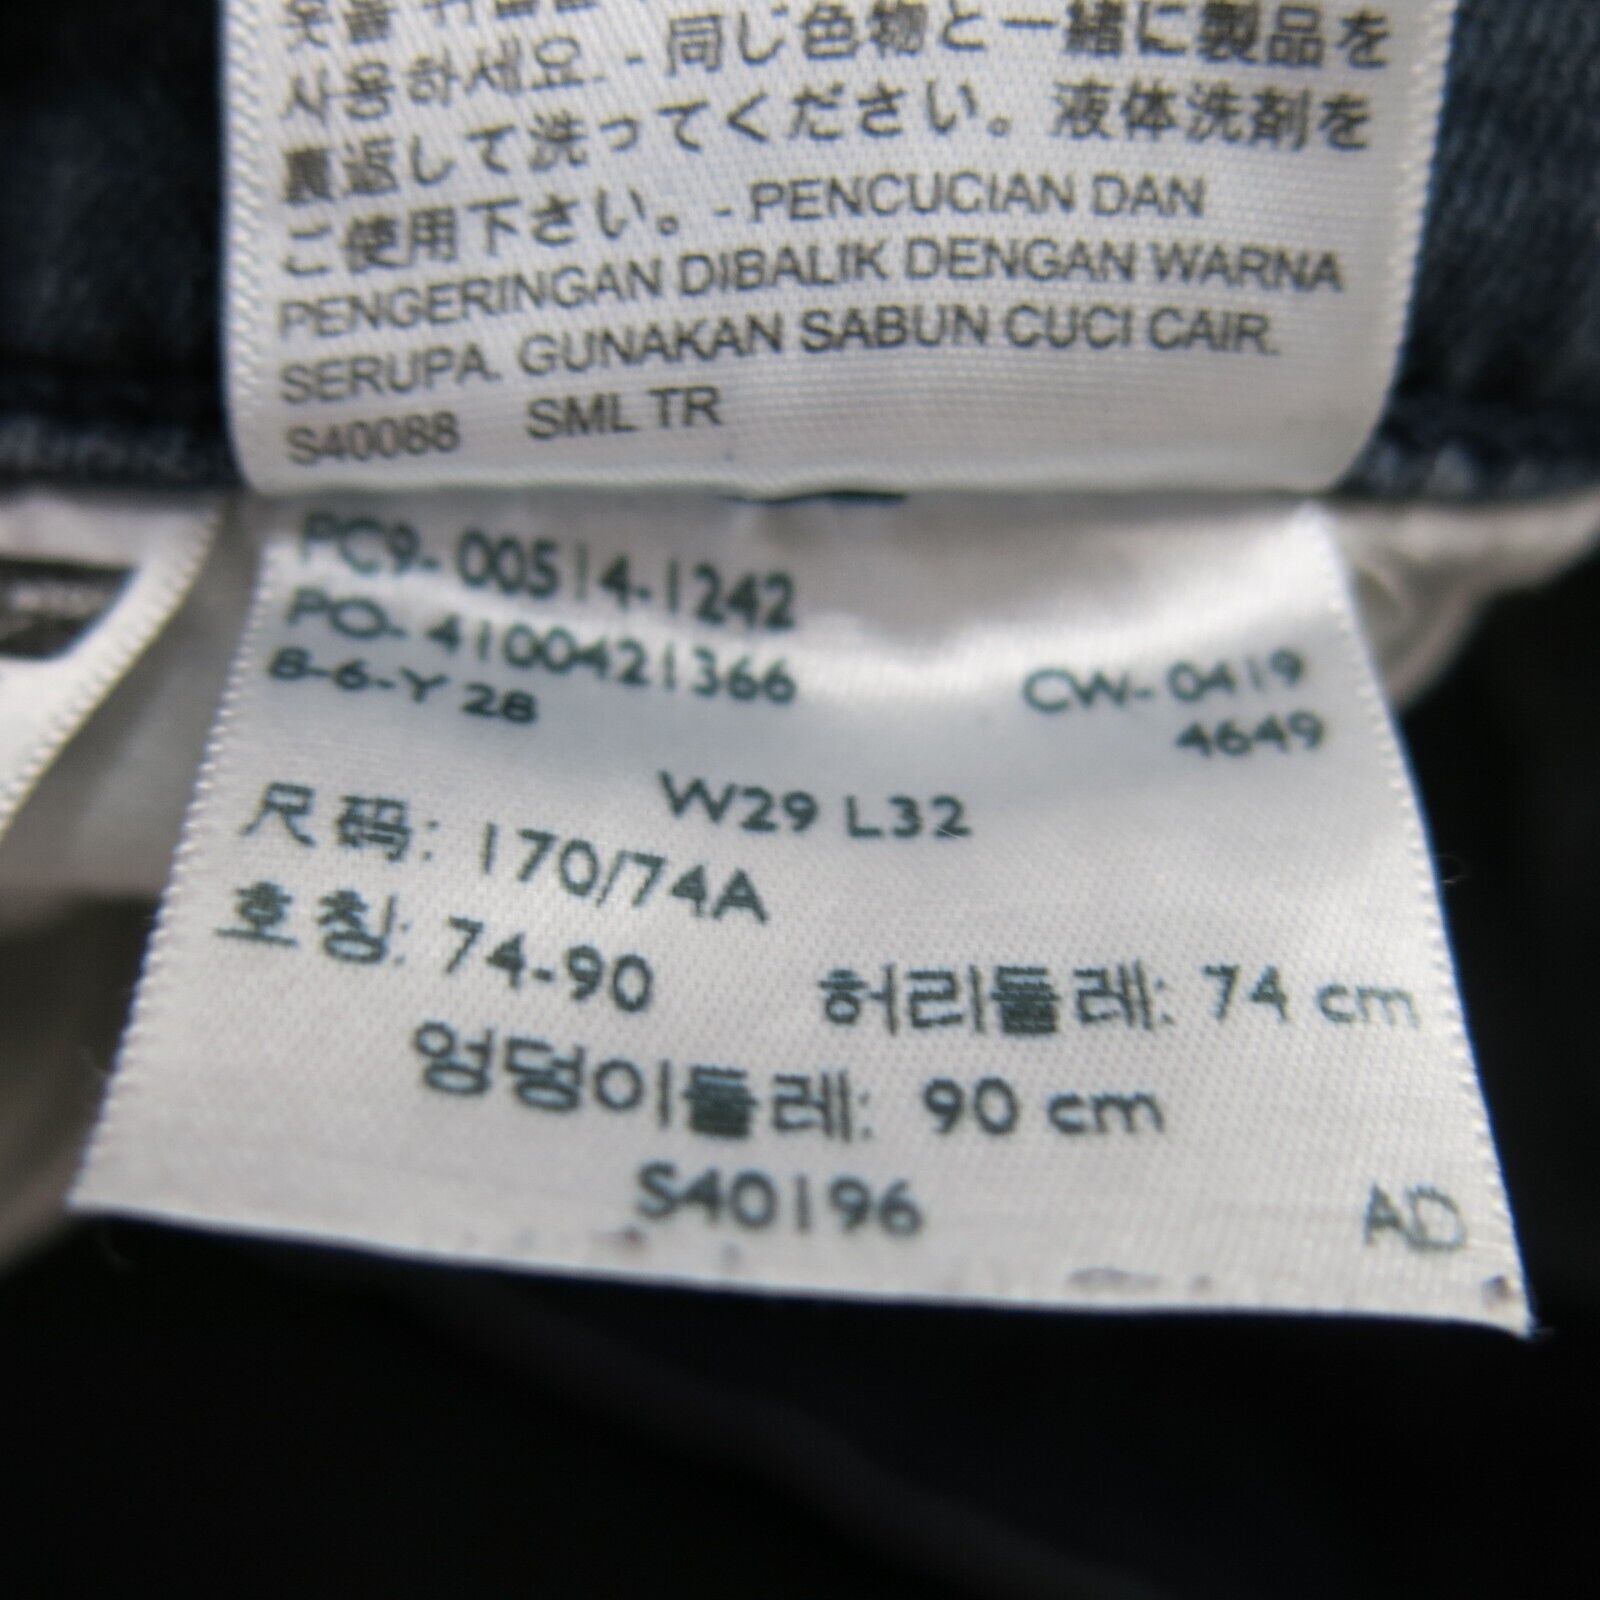 사용하세요. - 同じ色物と一緒に製品を
裏返して洗ってください。液体洗剤を
ご使用下さい。- PENCUCIAN DAN
PENGERINGAN DIBALIK DENGAN WARNA
SERUPA. GUNAKAN SABUN CUCI CAIR.
S40088 SML TR
PC9-00514-1242
PO-4100421366 CW-0419
8-6-Y 28 4649
W29 L32
尺码: 170/74A
호칭: 74-90 허리둘레: 74 cm
엉덩이둘레: 90 cm
S40196 AD